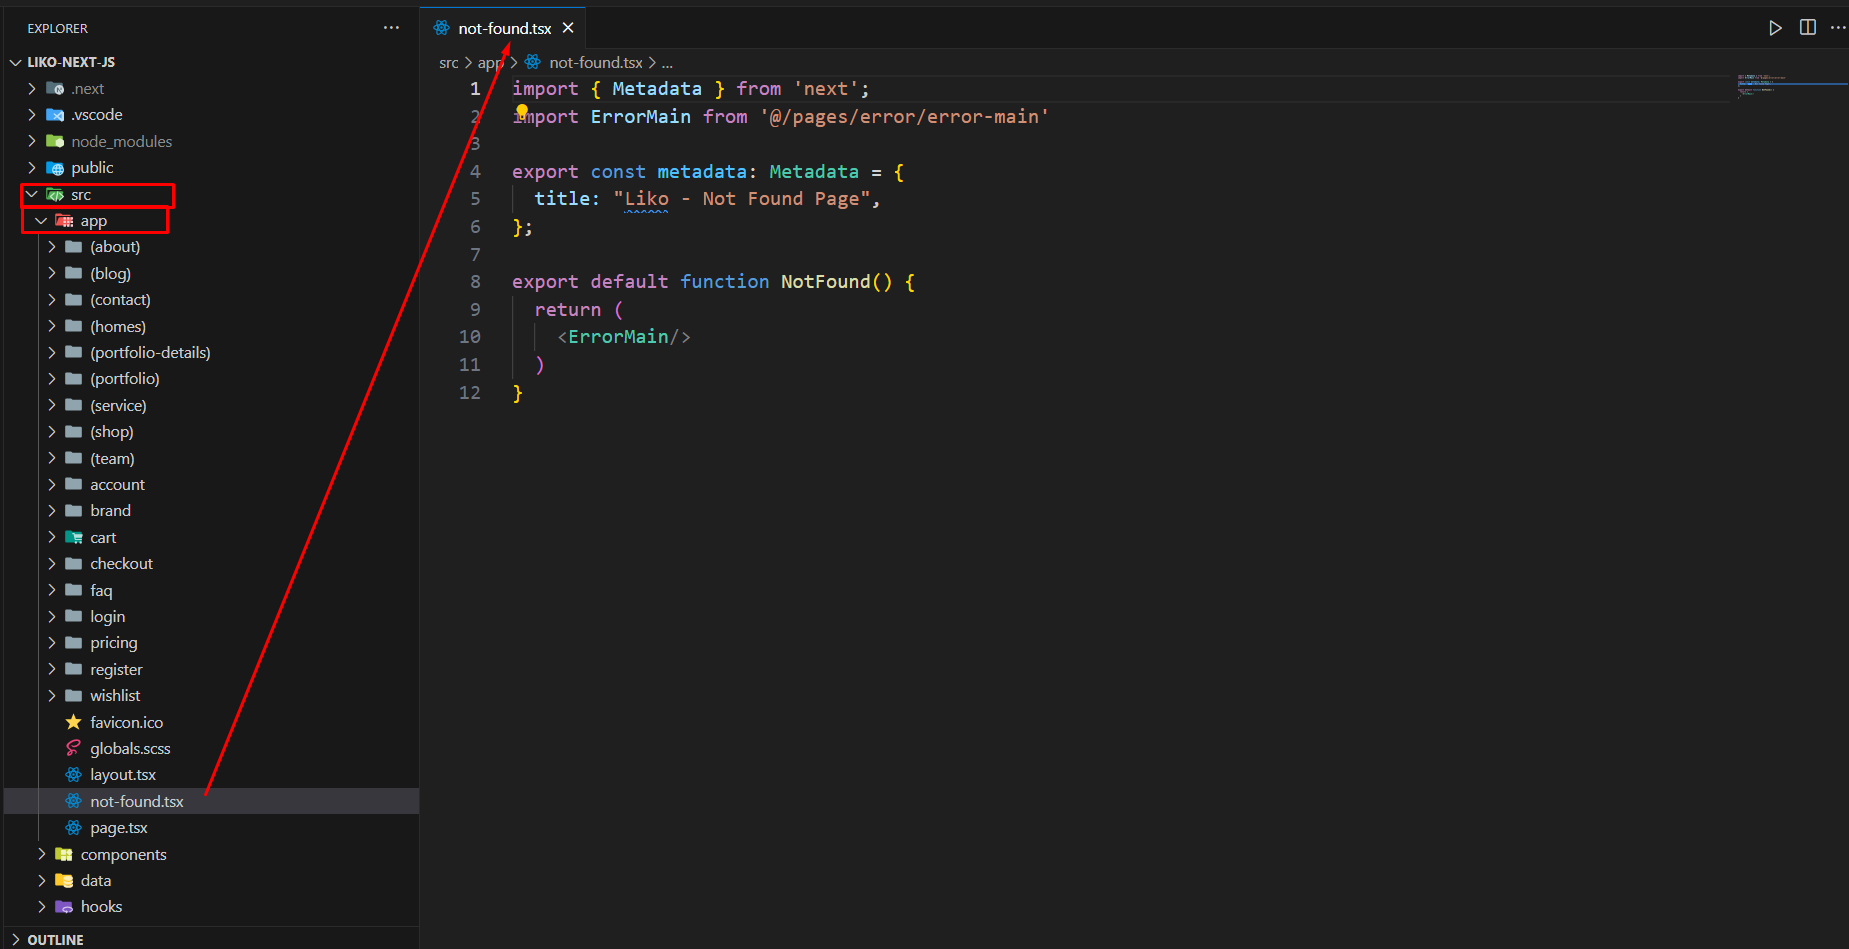 EXPLORER
LIKO-NEXT-JS
.next
.vscode
node_modules
public
src
app
(about)
(blog)
(contact)
(homes)
(portfolio-details)
(portfolio)
(service)
(shop)
(team)
account
brand
cart
checkout
faq
login
pricing
register
wishlist
favicon.ico
globals.scss
layout.tsx
not-found.tsx
page.tsx
components
data
hooks
OUTLINE
not-found.tsx
src > app > not-found.tsx > ...
1 import { Metadata } from 'next';
2 import ErrorMain from '@/pages/error/error-main'
3
4 export const metadata: Metadata = {
5 title: "Liko - Not Found Page",
6 };
7
8 export default function NotFound() {
9 return (
10 <ErrorMain/>
11 )
12 }